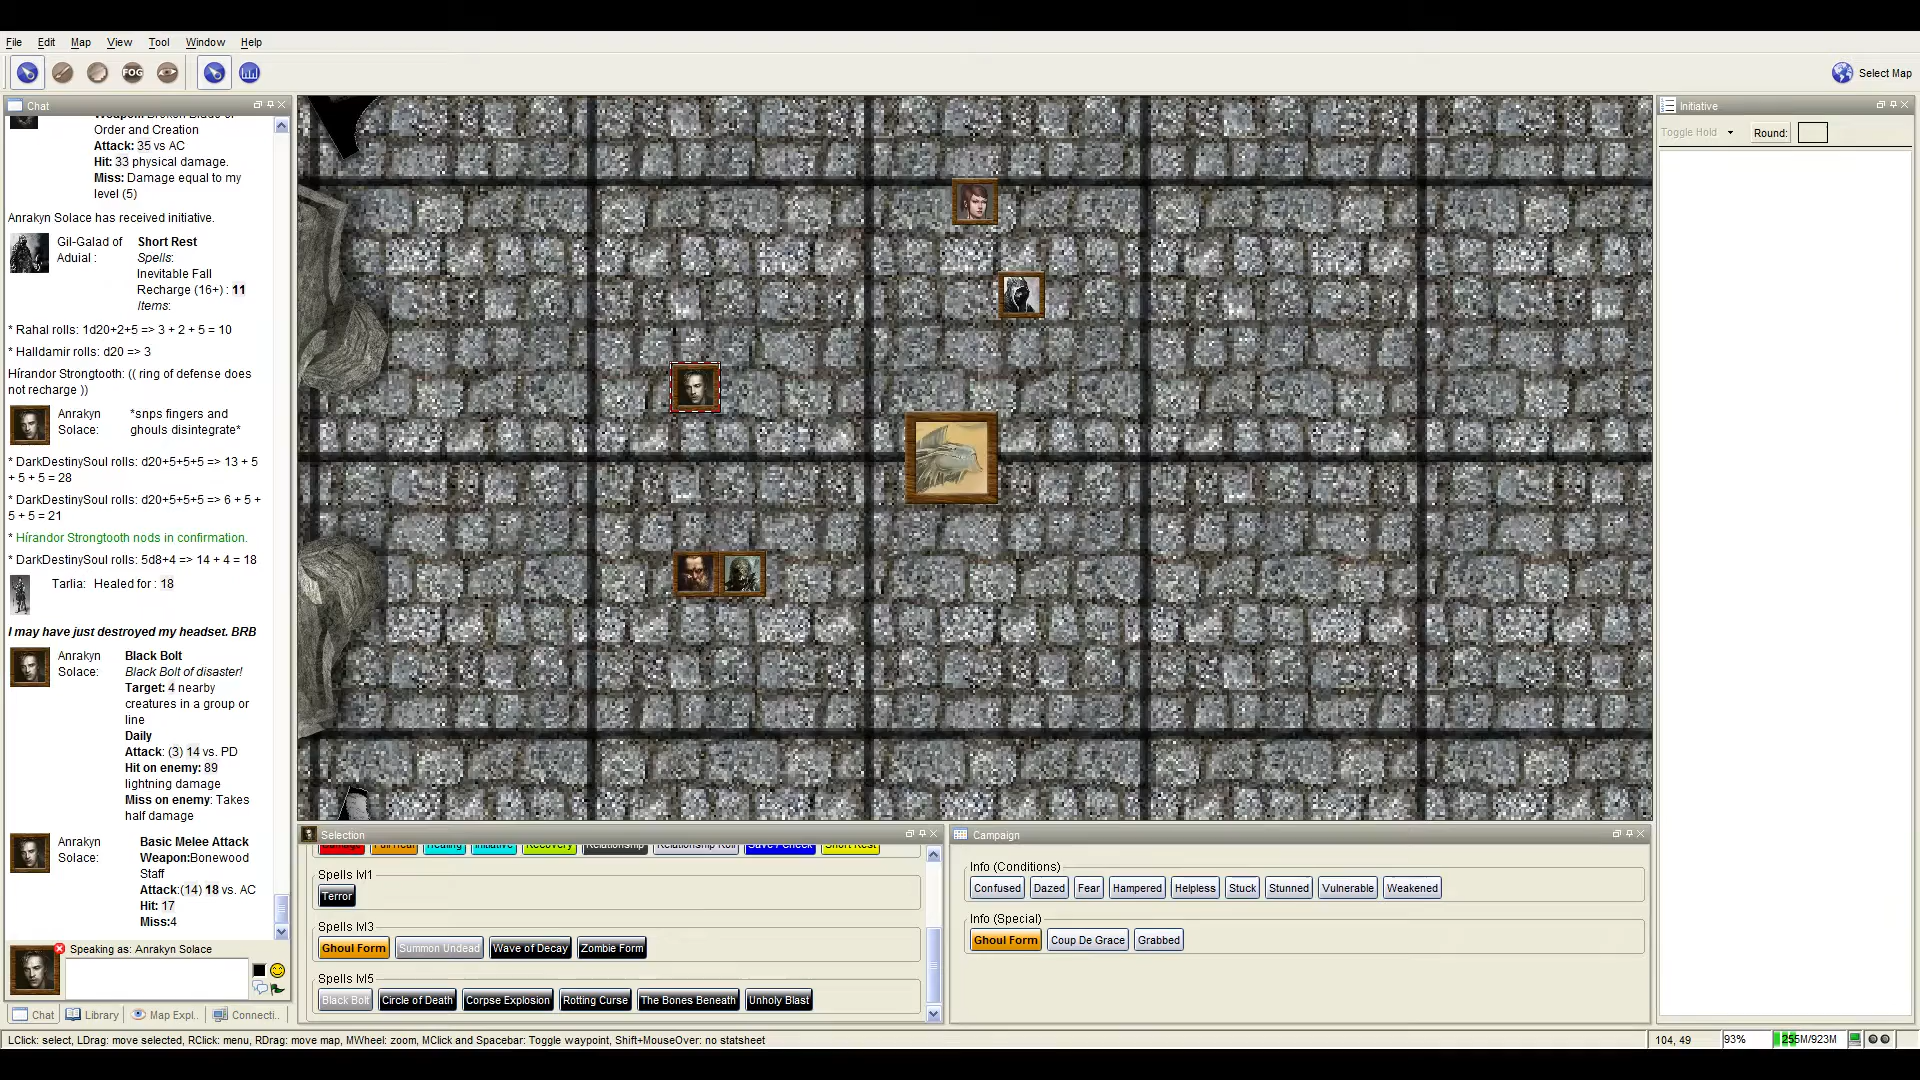 File Edit Map View Tool Window Help
FOG
Select Map
Chat
Order and Creation
Attack: 35 vs AC
Hit: 33 physical damage.
Miss: Damage equal to my
level (5)
Anrakyn Solace has received initiative.
Gil-Galad of
Aduial :
Short Rest
Spells:
Inevitable Fall
Recharge (16+) : 11
Items:
* Rahal rolls: 1d20+2+5 => 3 + 2 + 5 = 10
* Halldamir rolls: d20 => 3
Hírandor Strongtooth: (( ring of defense does
not recharge ))
Anrakyn
Solace:
*snps fingers and
ghouls disintegrate*
* DarkDestinySoul rolls: d20+5+5+5 => 13 + 5
+ 5 + 5 = 28
* DarkDestinySoul rolls: d20+5+5+5 => 6 + 5 +
5 + 5 = 21
* Hírandor Strongtooth nods in confirmation.
* DarkDestinySoul rolls: 5d8+4 => 14 + 4 = 18
Tarlia: Healed for : 18
I may have just destroyed my headset. BRB
Anrakyn
Solace:
Black Bolt
Black Bolt of disaster!
Target: 4 nearby
creatures in a group or
line
Daily
Attack: (3) 14 vs. PD
Hit on enemy: 89
lightning damage
Miss on enemy: Takes
half damage
Anrakyn
Solace:
Basic Melee Attack
Weapon:Bonewood
Staff
Attack:(14) 18 vs. AC
Hit: 17
Miss:4
Speaking as: Anrakyn Solace
Chat Library Map Expl.. Connecti..
Selection
Spells lvl1
Terror
Spells lvl3
Ghoul Form Summon Undead Wave of Decay Zombie Form
Spells lvl5
Black Bolt Circle of Death Corpse Explosion Rotting Curse The Bones Beneath Unholy Blast
Campaign
Info (Conditions)
Confused Dazed Fear Hampered Helpless Stuck Stunned Vulnerable Weakened
Info (Special)
Ghoul Form Coup De Grace Grabbed
Initiative
Toggle Hold Round:
LClick: select, LDrag: move selected, RClick: menu, RDrag: move map, MWheel: zoom, MClick and Spacebar: Toggle waypoint, Shift+MouseOver: no statsheet
104, 49 93% 255M/923M